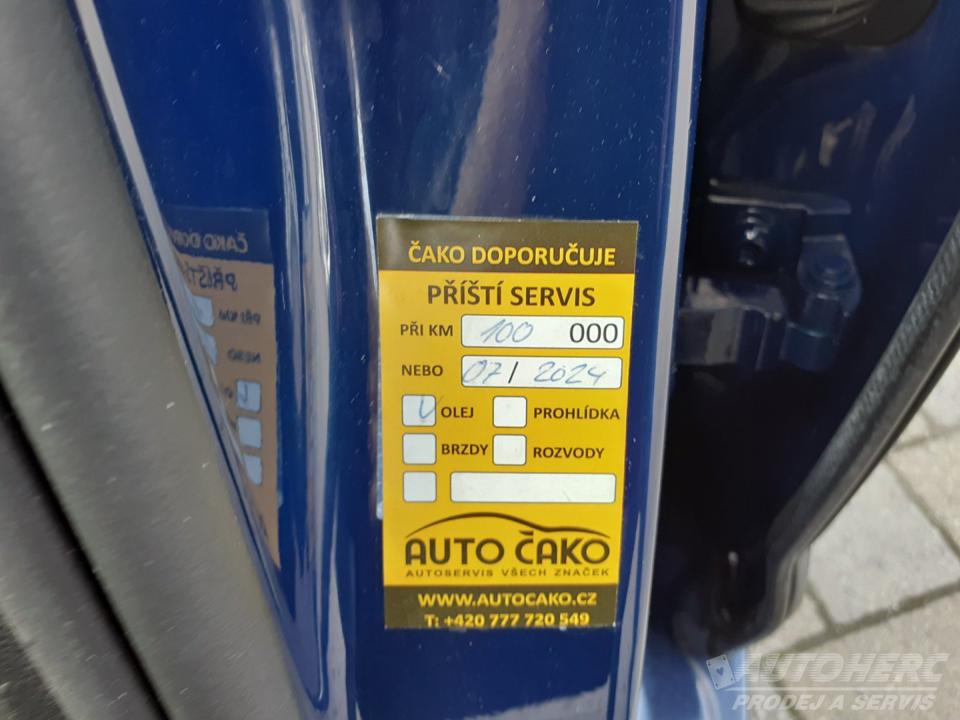 ČAKO DOPORUČUJE
PŘÍŠTÍ SERVIS
PŘI KM 100 000
NEBO 07/2024
V OLEJ PROHLÍDKA
BRZDY ROZVODY
AUTO ČAKO
AUTOSERVIS VŠECH ZNAČEK
WWW.AUTOCAKO.CZ
T: +420 777 720 549
AUTOHERC
PRODEJ A SERVIS